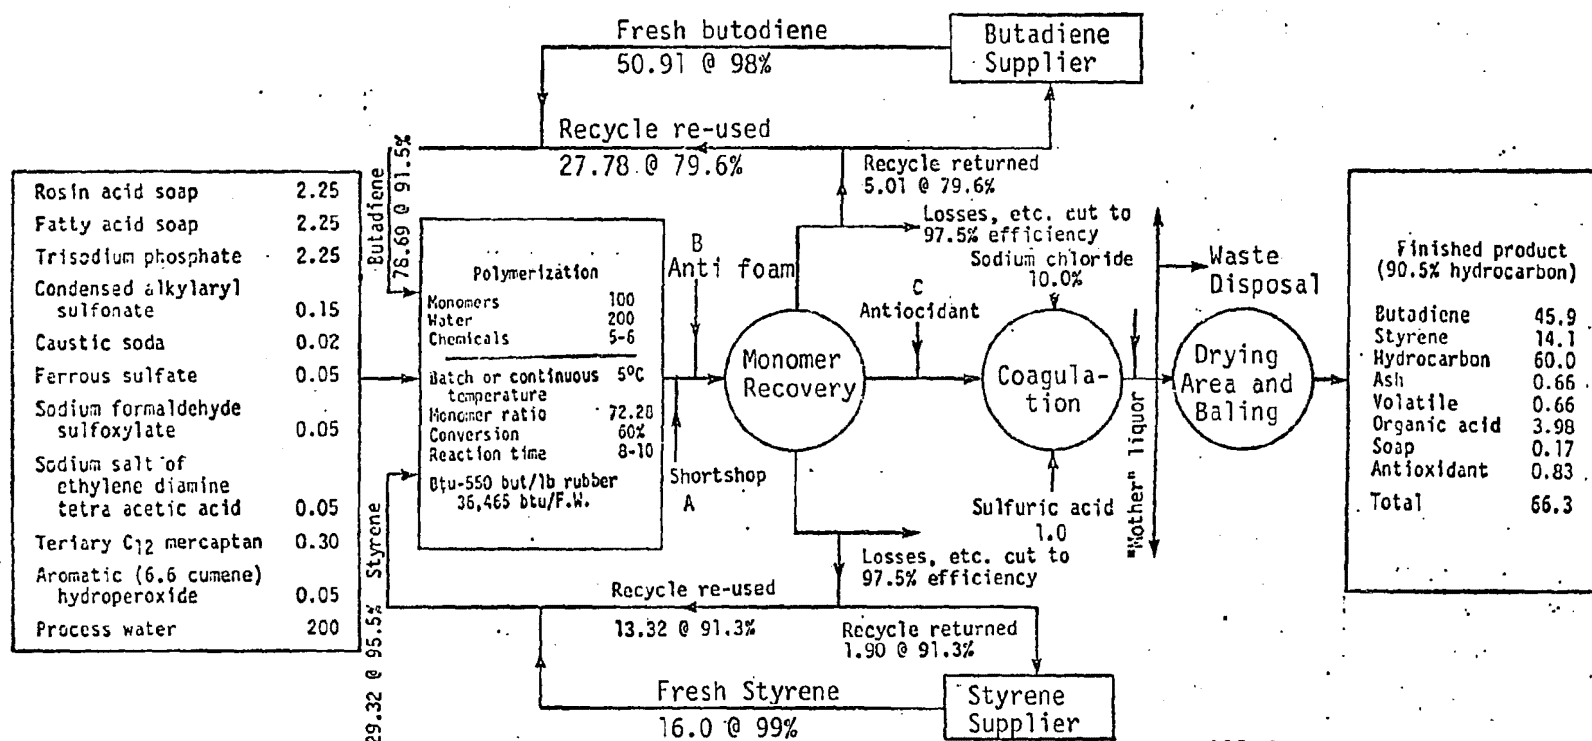 Fresh butodiene
50.91 @ 98%
Butadiene
Supplier
Recycle re-used
27.78 @ 79.6%
Recycle returned
5.01 @ 79.6%
Butadiene
78.69 @ 91.5%
Rosin acid soap 2.25
Fatty acid soap 2.25
Trisodium phosphate 2.25
Condensed alkylaryl
sulfonate 0.15
Caustic soda 0.02
Ferrous sulfate 0.05
Sodium formaldehyde
sulfoxylate 0.05
Sodium salt of
ethylene diamine
tetra acetic acid 0.05
Tertiary C12 mercaptan 0.30
Aromatic (6.6 cumene)
hydroperoxide 0.05
Process water 200
Polymerization
Monomers 100
Water 200
Chemicals 5-6
Batch or continuous 5°C
temperature
Monomer ratio 72.28
Conversion 60%
Reaction time 8-10
Btu-550 but/lb rubber
36,465 btu/F.W.
B
Anti foam
Shortshop
A
Losses, etc. cut to
97.5% efficiency
Monomer
Recovery
C
Antiocidant
Sodium chloride
10.0%
Coagula-
tion
Sulfuric acid
1.0
"Mother" liquor
Waste
Disposal
Drying
Area and
Baling
Finished product
(90.5% hydrocarbon)
Butadiene 45.9
Styrene 14.1
Hydrocarbon 60.0
Ash 0.66
Volatile 0.66
Organic acid 3.98
Soap 0.17
Antioxidant 0.83
Total 66.3
Losses, etc. cut to
97.5% efficiency
Styrene
29.32 @ 95.5%
Recycle re-used
13.32 @ 91.3%
Recycle returned
1.90 @ 91.3%
Fresh Styrene
16.0 @ 99%
Styrene
Supplier